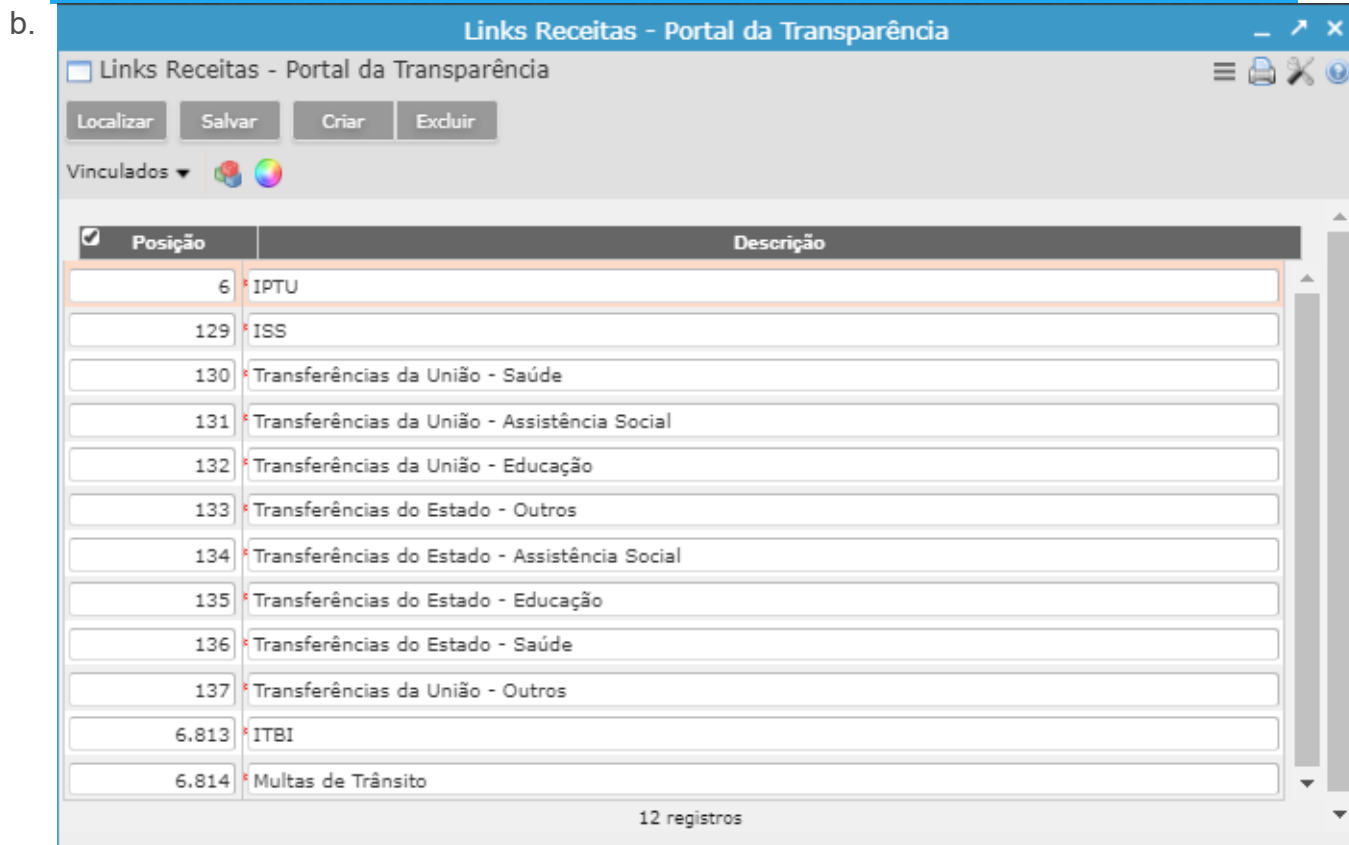 b.
Links Receitas - Portal da Transparência
Links Receitas - Portal da Transparência
Localizar Salvar Criar Excluir
Vinculados
Posição Descrição
6 * IPTU
129 * ISS
130 * Transferências da União - Saúde
131 * Transferências da União - Assistência Social
132 * Transferências da União - Educação
133 * Transferências do Estado - Outros
134 * Transferências do Estado - Assistência Social
135 * Transferências do Estado - Educação
136 * Transferências do Estado - Saúde
137 * Transferências da União - Outros
6.813 * ITBI
6.814 * Multas de Trânsito
12 registros